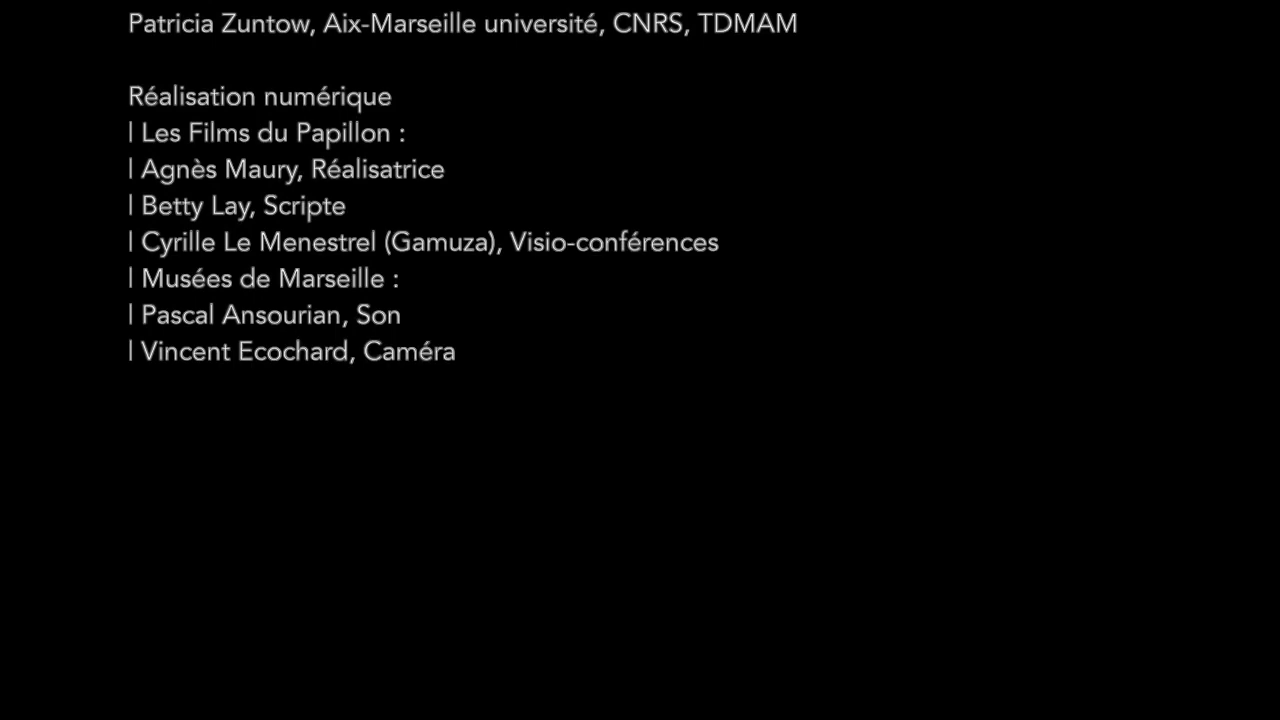 Patricia Zuntow, Aix-Marseille université, CNRS, TDMAM
Réalisation numérique
| Les Films du Papillon :
| Agnès Maury, Réalisatrice
| Betty Lay, Scripte
| Cyrille Le Menestrel (Gamuza), Visio-conférences
| Musées de Marseille :
| Pascal Ansourian, Son
| Vincent Ecochard, Caméra